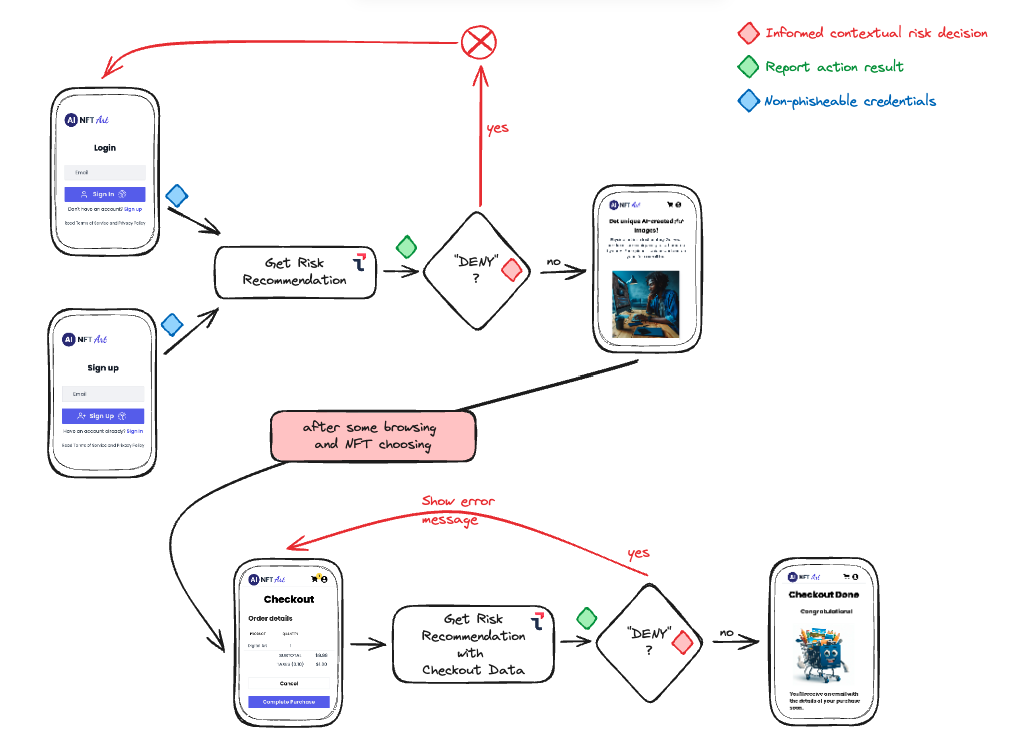 Informed contextual risk decision
Report action result
Non-phisheable credentials
yes
AI NFT Art
Login
Email
Sign In
Don't have an account? Sign up
Read Terms of Service and Privacy Policy
Get Risk
Recommendation
"DENY"
?
no
AI NFT Art
Get unique AI-created
images!
AI NFT Art
Sign up
Email
Sign Up
Have an account already? Sign in
Read Terms of Service and Privacy Policy
after some browsing
and NFT choosing
Show error
message
yes
AI NFT Art
Checkout
Order details
PRODUCT QUANTITY
Digital Art 1
SUBTOTAL
TAXES (0.10) $1.00
Cancel
Complete Purchase
Get Risk
Recommendation
with
Checkout Data
"DENY"
?
no
AI NFT Art
Checkout Done
Congratulations!
You'll receive an email with
the details of your purchase
soon.